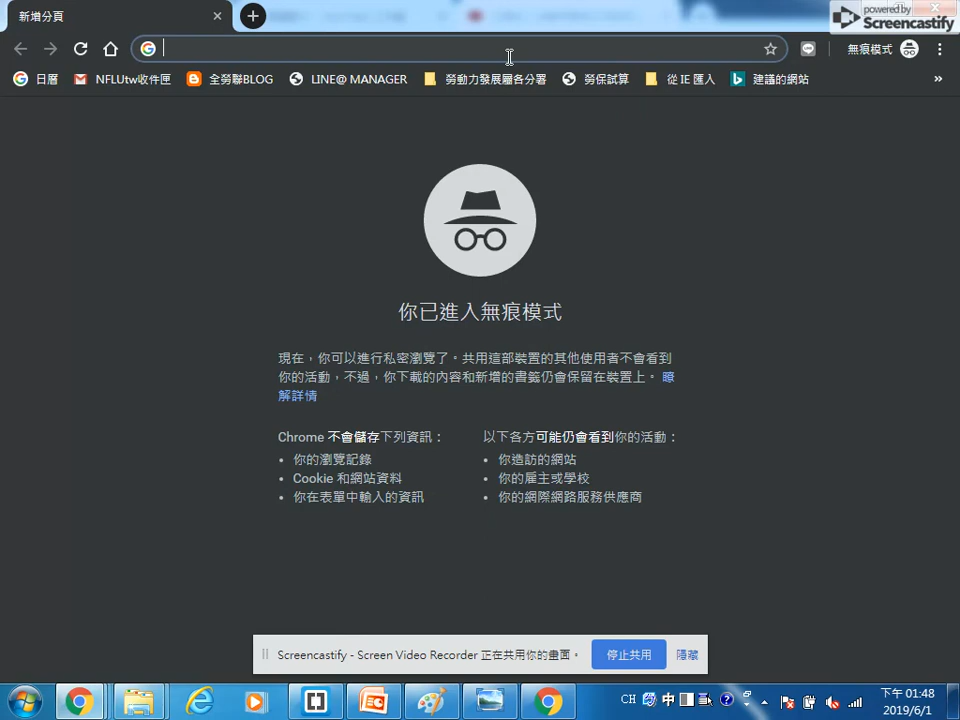 新增分頁
powered by
Screencastify
無痕模式
日曆
NFLUtw收件匣
全勞聯BLOG
LINE@ MANAGER
勞動力發展屬各分署
勞保試算
從 IE 匯入
建議的網站
»
你已進入無痕模式
現在，你可以進行私密瀏覽了。共用這部裝置的其他使用者不會看到
你的活動，不過，你下載的內容和新增的書籤仍會保留在裝置上。 瞭
解詳情
Chrome 不會儲存下列資訊：
• 你的瀏覽記錄
• Cookie 和網站資料
• 你在表單中輸入的資訊
以下各方可能仍會看到你的活動：
• 你造訪的網站
• 你的雇主或學校
• 你的網際網路服務供應商
Screencastify - Screen Video Recorder 正在共用你的畫面。
停止共用
隱藏
CH
中
下午 01:48
2019/6/1